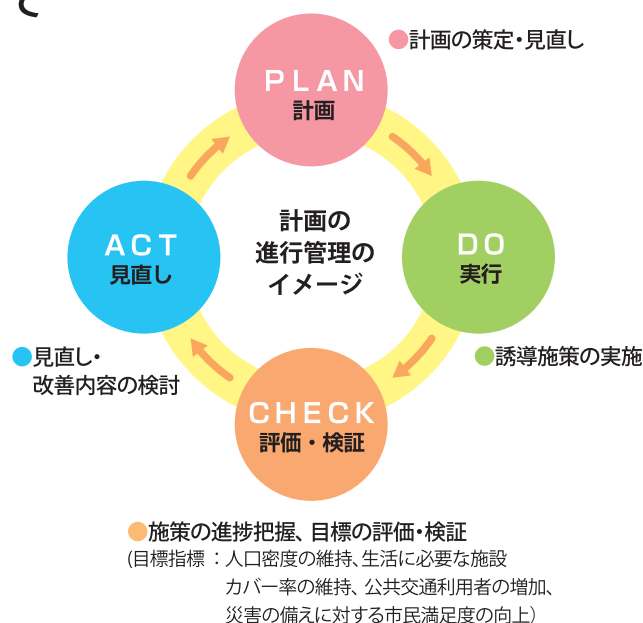 て
PLAN
計画
●計画の策定・見直し
計画の
進行管理の
イメージ
ACT
見直し
DO
実行
●見直し・
改善内容の検討
●誘導施策の実施
CHECK
評価・検証
●施策の進捗把握、目標の評価・検証
(目標指標：人口密度の維持、生活に必要な施設
カバー率の維持、公共交通利用者の増加、
災害の備えに対する市民満足度の向上)